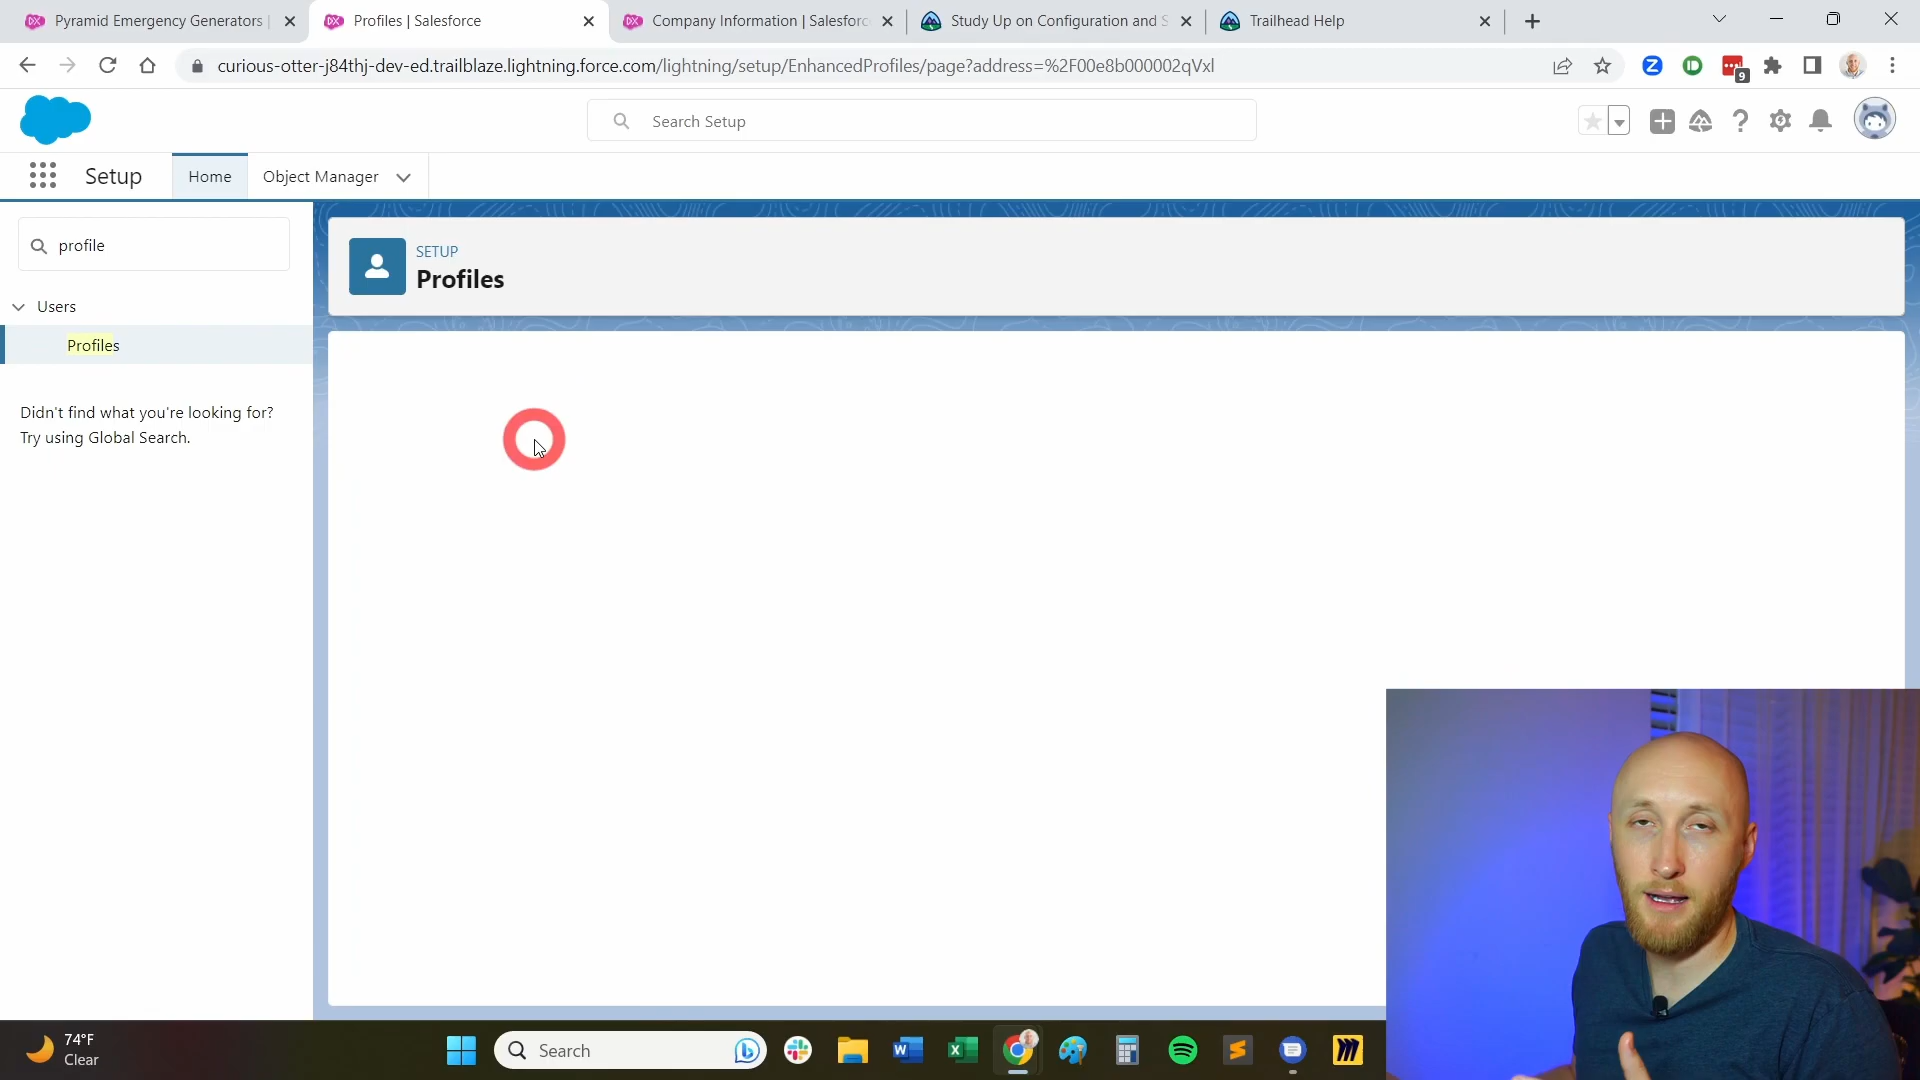 Pyramid Emergency Generators |
Profiles | Salesforce
Company Information | Salesforc
Study Up on Configuration and S
Trailhead Help
curious-otter-j84thj-dev-ed.trailblaze.lightning.force.com/lightning/setup/EnhancedProfiles/page?address=%2F00e8b000002qVxl
9
Search Setup
Setup
Home
Object Manager
profile
SETUP
Profiles
Users
Profiles
Didn't find what you're looking for?
Try using Global Search.
74°F
Clear
Search